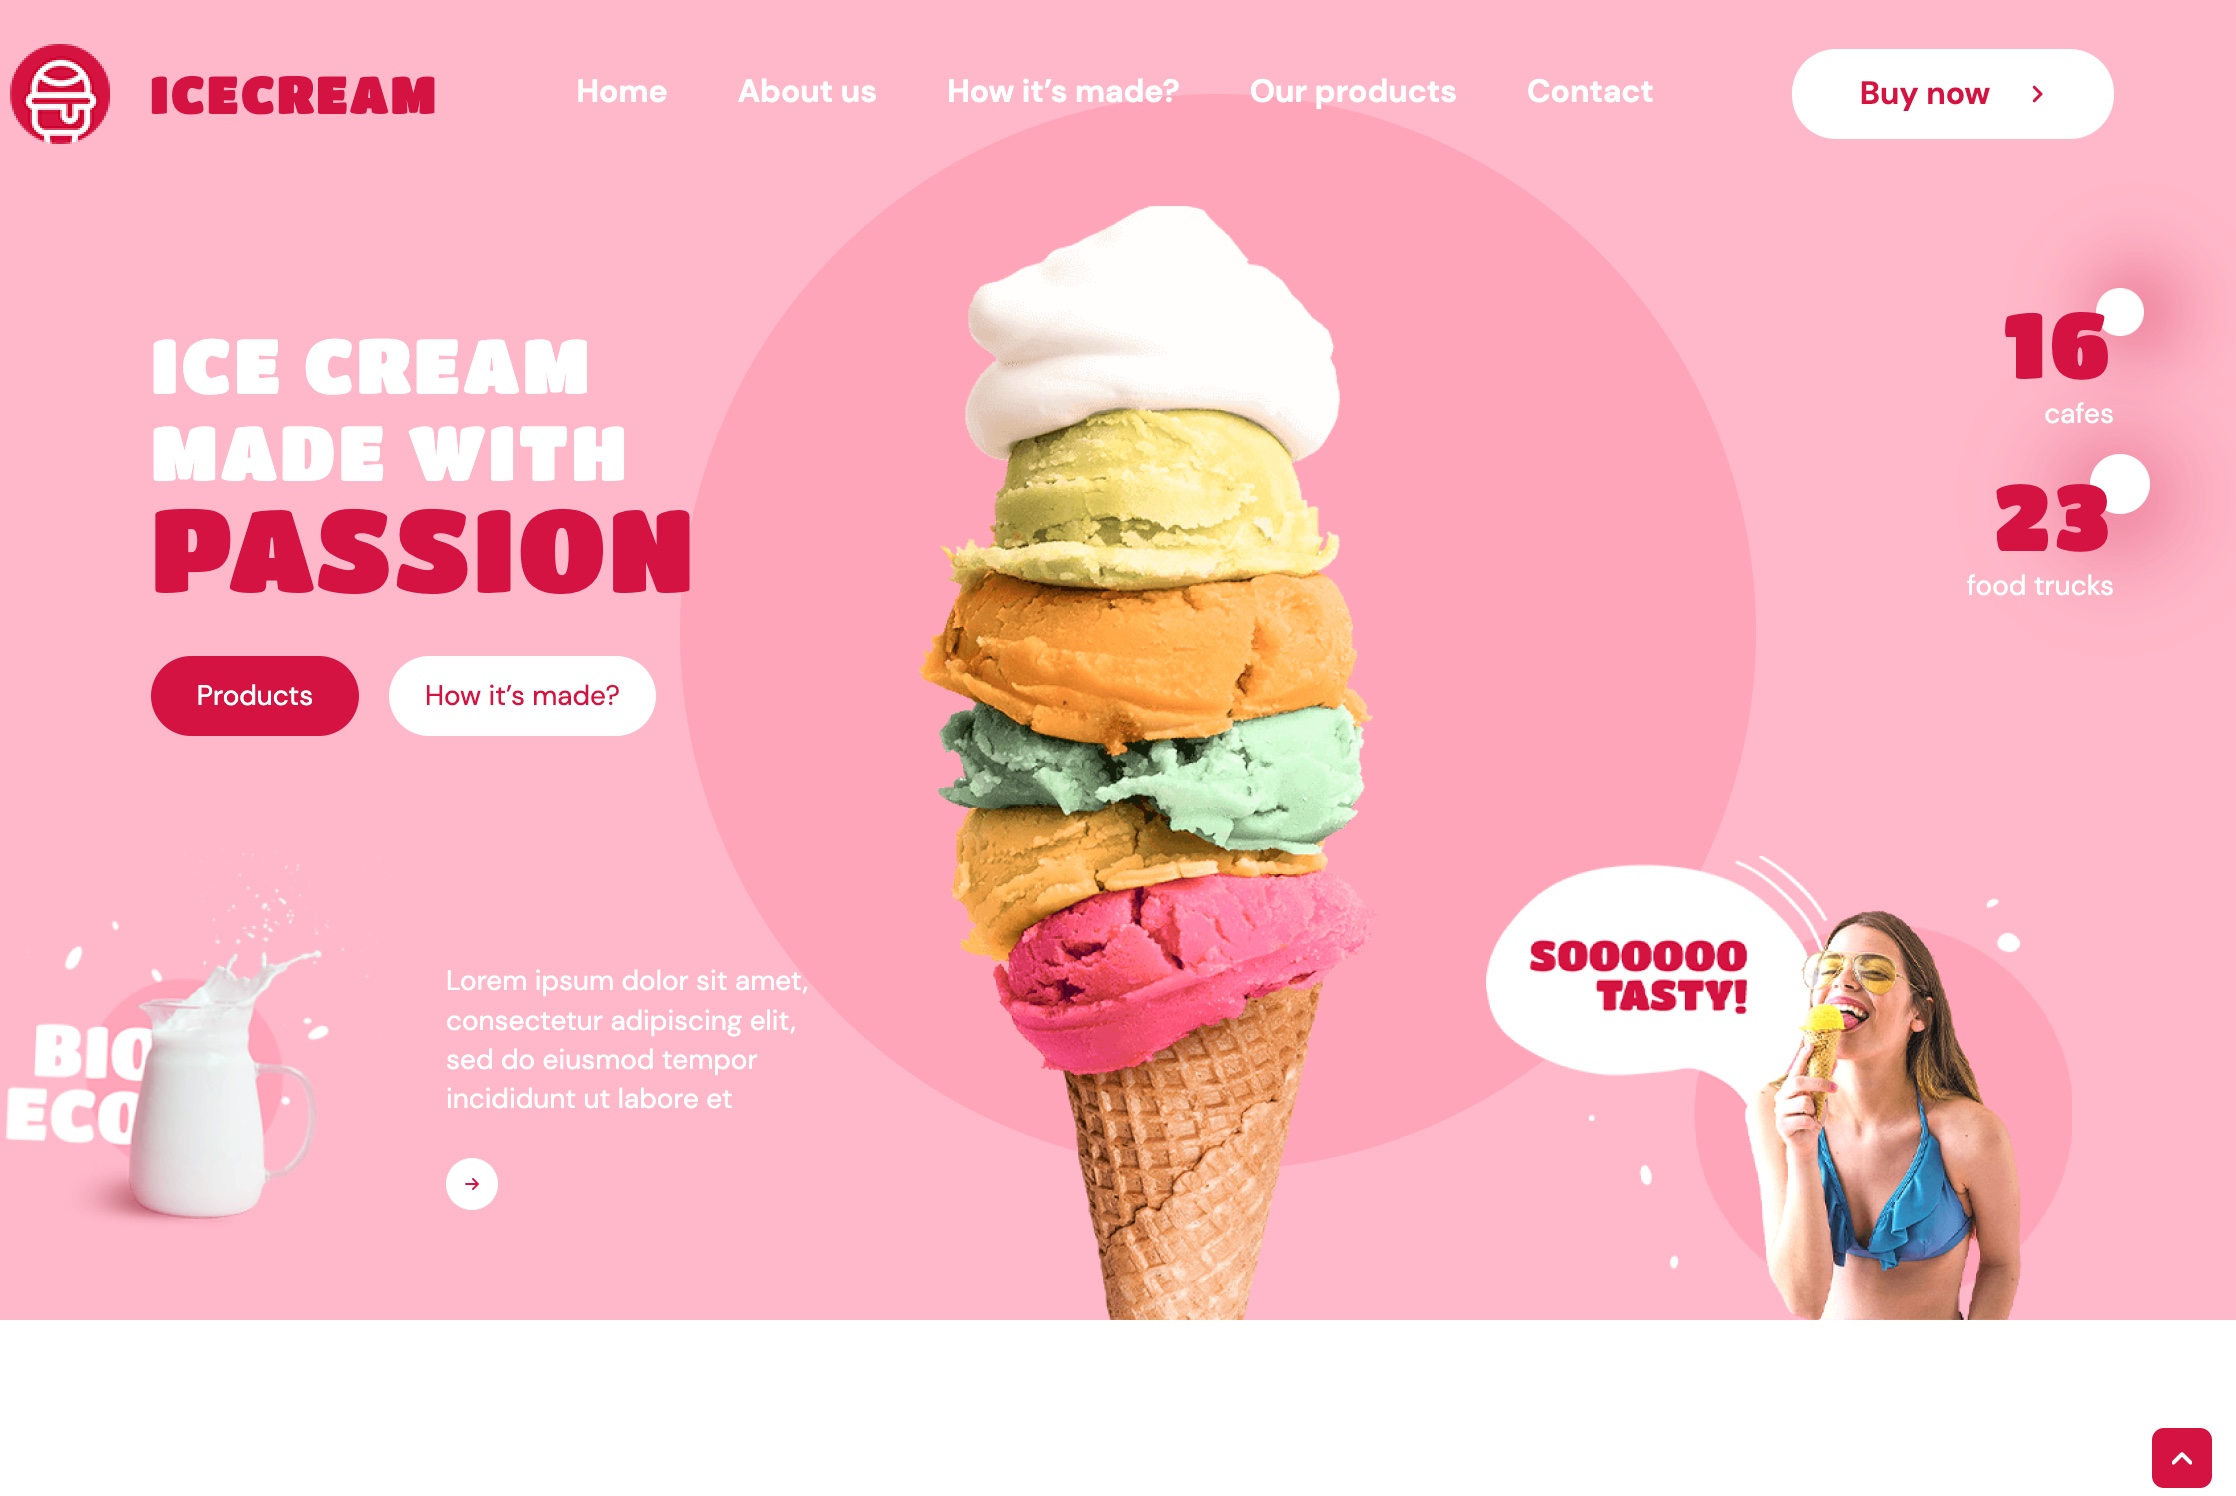 ICECREAM
Home
About us
How it’s made?
Our products
Contact
Buy now
ICE CREAM
MADE WITH
PASSION
Products
How it’s made?
16
cafes
23
food trucks
BIO
ECO
Lorem ipsum dolor sit amet,
consectetur adipiscing elit,
sed do eiusmod tempor
incididunt ut labore et
SOOOOOO
TASTY!